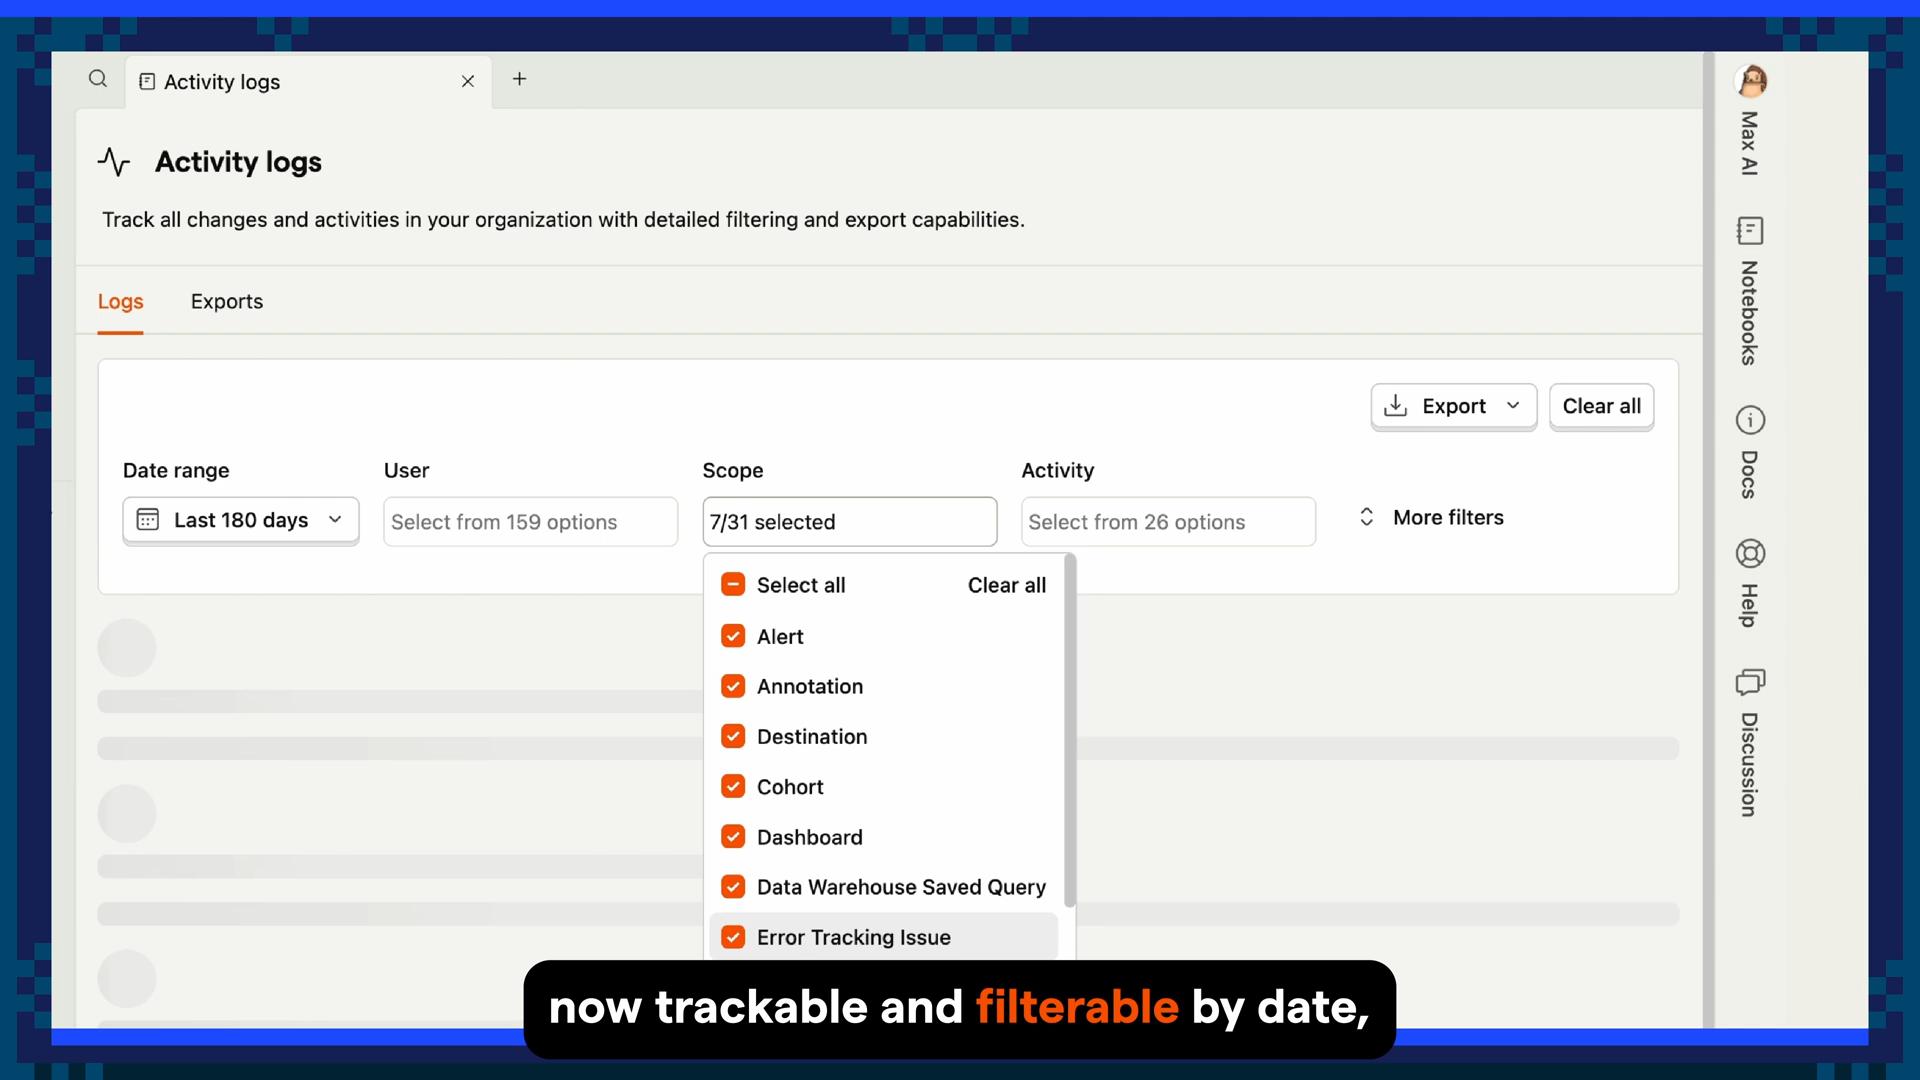 Activity logs
Activity logs
Track all changes and activities in your organization with detailed filtering and export capabilities.
Logs
Exports
Export
Clear all
Date range
User
Scope
Activity
Last 180 days
Select from 159 options
7/31 selected
Select from 26 options
More filters
Select all
Clear all
Alert
Annotation
Destination
Cohort
Dashboard
Data Warehouse Saved Query
Error Tracking Issue
now trackable and filterable by date,
Max AI
Notebooks
Docs
Help
Discussion